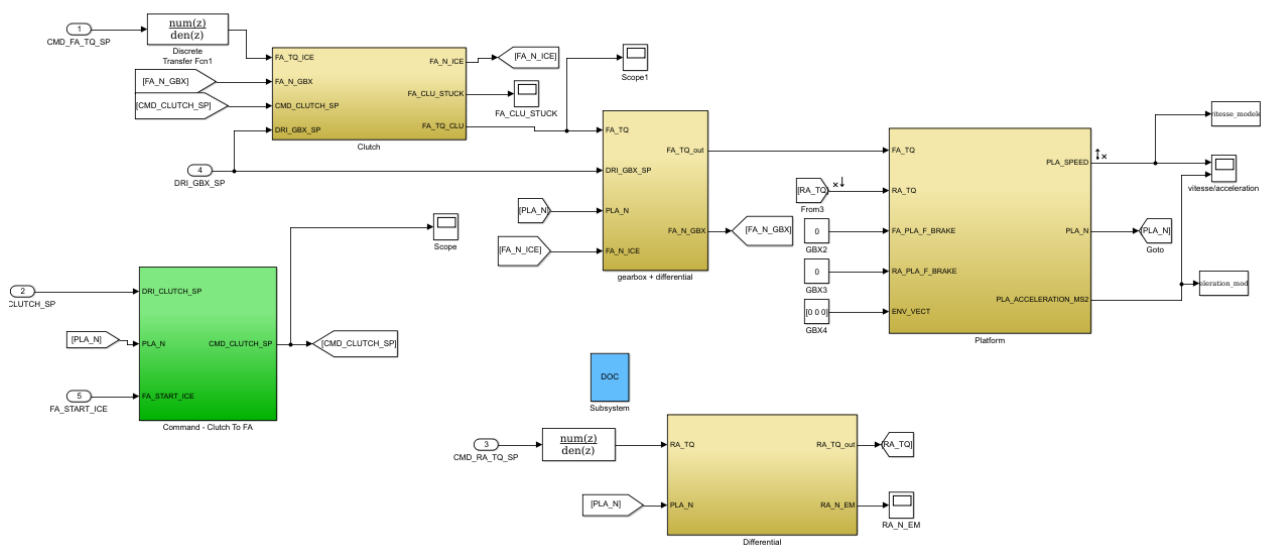 1
CMD_FA_TQ_SP
num(z)
den(z)
Discrete
Transfer Fcn1
[FA_N_GBX]
[CMD_CLUTCH_SP]
4
DRI_GBX_SP
FA_TQ_ICE
FA_N_GBX
CMD_CLUTCH_SP
DRI_GBX_SP
FA_N_ICE
FA_CLU_STUCK
FA_TQ_CLU
Clutch
[FA_N_ICE]
FA_CLU_STUCK
Scope1
[PLA_N]
[FA_N_ICE]
FA_TQ
DRI_GBX_SP
PLA_N
FA_N_ICE
FA_TQ_out
FA_N_GBX
gearbox + differential
[FA_N_GBX]
[RA_TQ]
From3
0
GBX2
0
GBX3
[0 0 0]
GBX4
FA_TQ
RA_TQ
FA_PLA_F_BRAKE
RA_PLA_F_BRAKE
ENV_VECT
PLA_SPEED
PLA_N
PLA_ACCELERATION_MS2
Platform
itesse_modele
vitesse/acceleration
[PLA_N]
Goto
eleration_mod
2
CLUTCH_SP
[PLA_N]
5
FA_START_ICE
DRI_CLUTCH_SP
PLA_N
FA_START_ICE
CMD_CLUTCH_SP
Command - Clutch To FA
Scope
[CMD_CLUTCH_SP]
DOC
Subsystem
3
CMD_RA_TQ_SP
num(z)
den(z)
[PLA_N]
RA_TQ
PLA_N
RA_TQ_out
RA_N_EM
Differential
[RA_TQ]
RA_N_EM